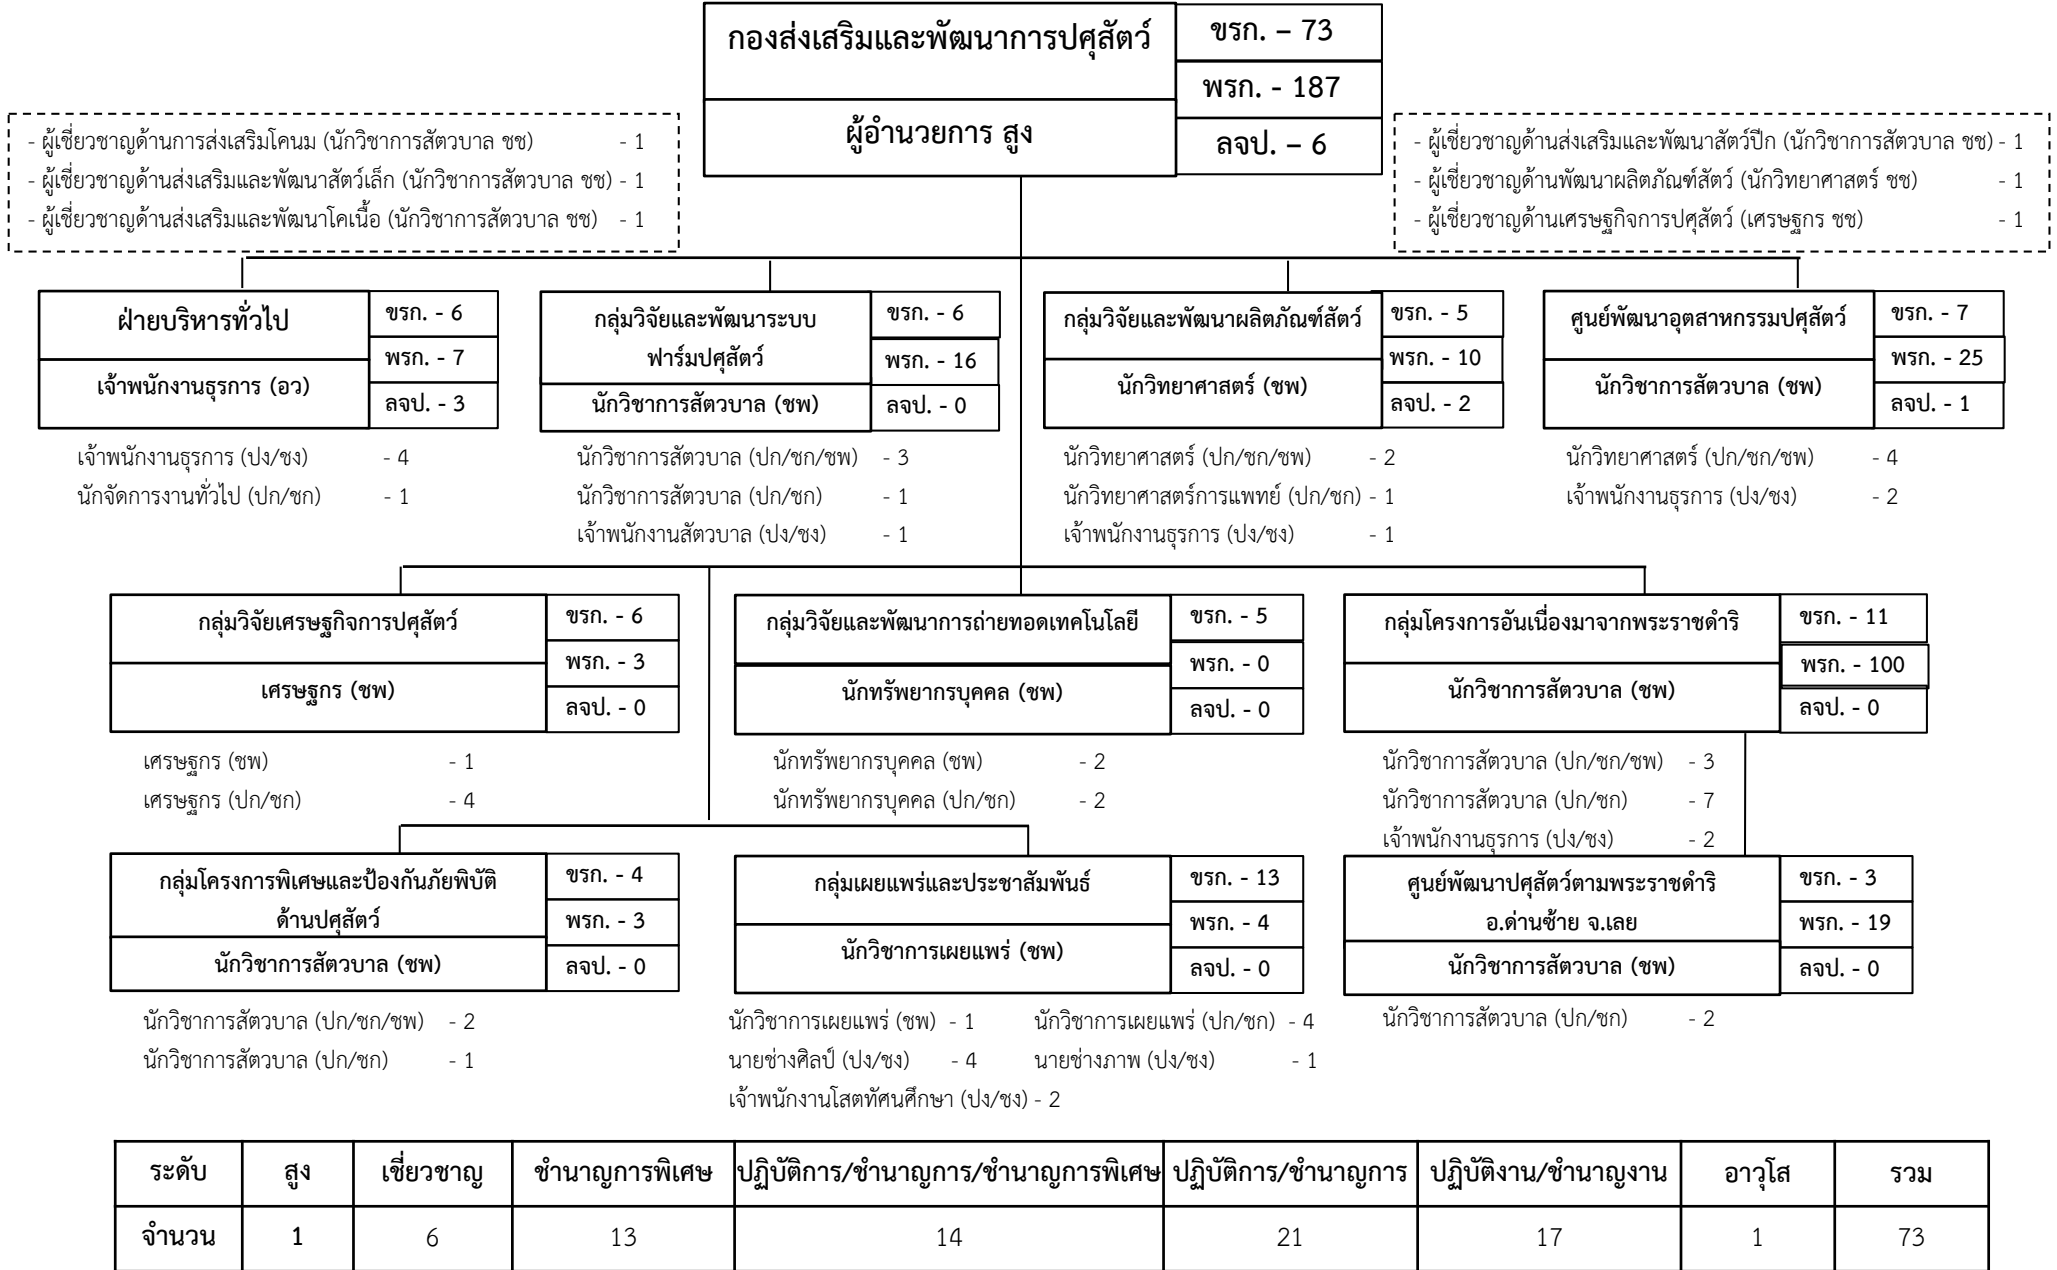 กองส่งเสริมและพัฒนาการปศุสัตว์
ขรก. – 73
พรก. - 187
ผู้อำนวยการ สูง
ลจป. – 6
- ผู้เชี่ยวชาญด้านการส่งเสริมโคนม (นักวิชาการสัตวบาล ชช) - 1
- ผู้เชี่ยวชาญด้านส่งเสริมและพัฒนาสัตว์เล็ก (นักวิชาการสัตวบาล ชช) - 1
- ผู้เชี่ยวชาญด้านส่งเสริมและพัฒนาโคเนื้อ (นักวิชาการสัตวบาล ชช) - 1
- ผู้เชี่ยวชาญด้านส่งเสริมและพัฒนาสัตว์ปีก (นักวิชาการสัตวบาล ชช) - 1
- ผู้เชี่ยวชาญด้านพัฒนาผลิตภัณฑ์สัตว์ (นักวิทยาศาสตร์ ชช) - 1
- ผู้เชี่ยวชาญด้านเศรษฐกิจการปศุสัตว์ (เศรษฐกร ชช) - 1
ฝ่ายบริหารทั่วไป
ขรก. - 6
พรก. - 7
เจ้าพนักงานธุรการ (อว)
ลจป. - 3
เจ้าพนักงานธุรการ (ปง/ชง) - 4
นักจัดการงานทั่วไป (ปก/ชก) - 1
กลุ่มวิจัยและพัฒนาระบบ
ฟาร์มปศุสัตว์
ขรก. - 6
พรก. - 16
นักวิชาการสัตวบาล (ชพ)
ลจป. - 0
นักวิชาการสัตวบาล (ปก/ชก/ชพ) - 3
นักวิชาการสัตวบาล (ปก/ชก) - 1
เจ้าพนักงานสัตวบาล (ปง/ชง) - 1
กลุ่มวิจัยและพัฒนาผลิตภัณฑ์สัตว์
ขรก. - 5
พรก. - 10
นักวิทยาศาสตร์ (ชพ)
ลจป. - 2
นักวิทยาศาสตร์ (ปก/ชก/ชพ) - 2
นักวิทยาศาสตร์การแพทย์ (ปก/ชก) - 1
เจ้าพนักงานธุรการ (ปง/ชง) - 1
ศูนย์พัฒนาอุตสาหกรรมปศุสัตว์
ขรก. - 7
พรก. - 25
นักวิชาการสัตวบาล (ชพ)
ลจป. - 1
นักวิทยาศาสตร์ (ปก/ชก/ชพ) - 4
เจ้าพนักงานธุรการ (ปง/ชง) - 2
กลุ่มวิจัยเศรษฐกิจการปศุสัตว์
ขรก. - 6
พรก. - 3
เศรษฐกร (ชพ)
ลจป. - 0
เศรษฐกร (ชพ) - 1
เศรษฐกร (ปก/ชก) - 4
กลุ่มวิจัยและพัฒนาการถ่ายทอดเทคโนโลยี
ขรก. - 5
พรก. - 0
นักทรัพยากรบุคคล (ชพ)
ลจป. - 0
นักทรัพยากรบุคคล (ชพ) - 2
นักทรัพยากรบุคคล (ปก/ชก) - 2
กลุ่มโครงการอันเนื่องมาจากพระราชดำริ
ขรก. - 11
พรก. - 100
นักวิชาการสัตวบาล (ชพ)
ลจป. - 0
นักวิชาการสัตวบาล (ปก/ชก/ชพ) - 3
นักวิชาการสัตวบาล (ปก/ชก) - 7
เจ้าพนักงานธุรการ (ปง/ชง) - 2
กลุ่มโครงการพิเศษและป้องกันภัยพิบัติ
ด้านปศุสัตว์
ขรก. - 4
พรก. - 3
นักวิชาการสัตวบาล (ชพ)
ลจป. - 0
นักวิชาการสัตวบาล (ปก/ชก/ชพ) - 2
นักวิชาการสัตวบาล (ปก/ชก) - 1
กลุ่มเผยแพร่และประชาสัมพันธ์
ขรก. - 13
พรก. - 4
นักวิชาการเผยแพร่ (ชพ)
ลจป. - 0
นักวิชาการเผยแพร่ (ชพ) - 1 นักวิชาการเผยแพร่ (ปก/ชก) - 4
นายช่างศิลป์ (ปง/ชง) - 4 นายช่างภาพ (ปง/ชง) - 1
เจ้าพนักงานโสตทัศนศึกษา (ปง/ชง) - 2
ศูนย์พัฒนาปศุสัตว์ตามพระราชดำริ
อ.ด่านซ้าย จ.เลย
ขรก. - 3
พรก. - 19
นักวิชาการสัตวบาล (ชพ)
ลจป. - 0
นักวิชาการสัตวบาล (ปก/ชก) - 2
ระดับ สูง เชี่ยวชาญ ชำนาญการพิเศษ ปฏิบัติการ/ชำนาญการ/ชำนาญการพิเศษ ปฏิบัติการ/ชำนาญการ ปฏิบัติงาน/ชำนาญงาน อาวุโส รวม
จำนวน 1 6 13 14 21 17 1 73